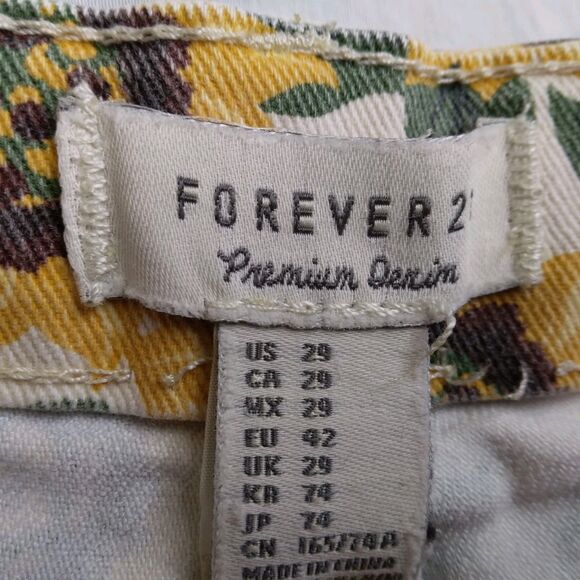 FOREVER 21
Premium Denim
US 29
CA 29
MX 29
EU 42
UK 29
KR 74
JP 74
CN 165/74A
MADE IN CHINA